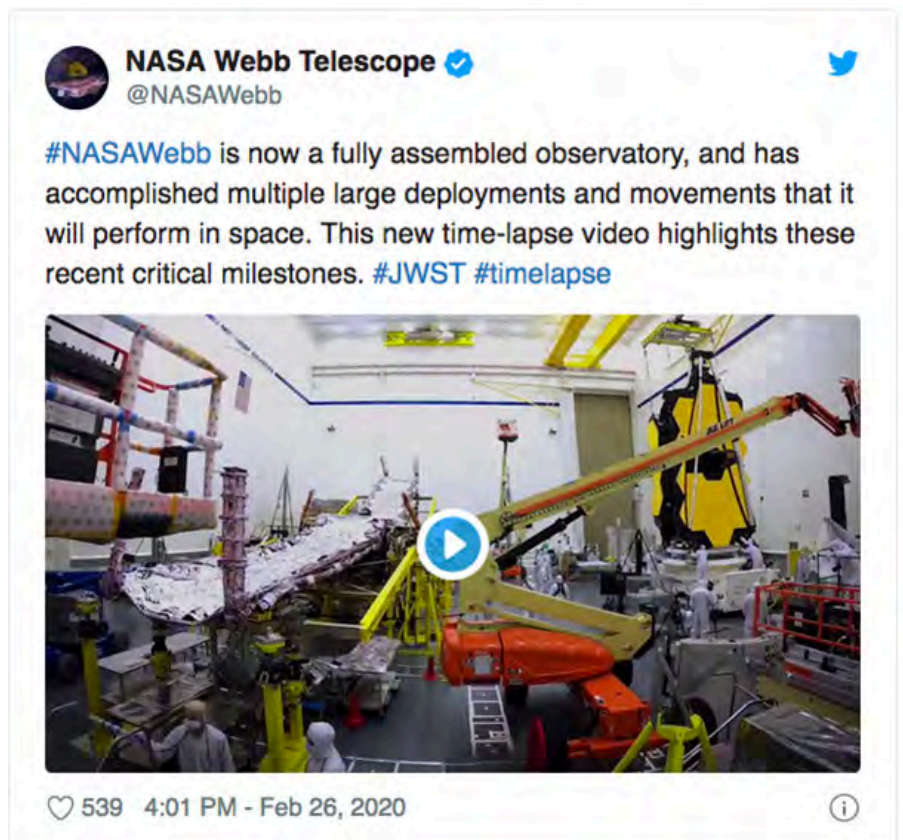 NASA Webb Telescope
@NASAWebb
#NASAWebb is now a fully assembled observatory, and has
accomplished multiple large deployments and movements that it
will perform in space. This new time-lapse video highlights these
recent critical milestones. #JWST #timelapse
539 4:01 PM - Feb 26, 2020